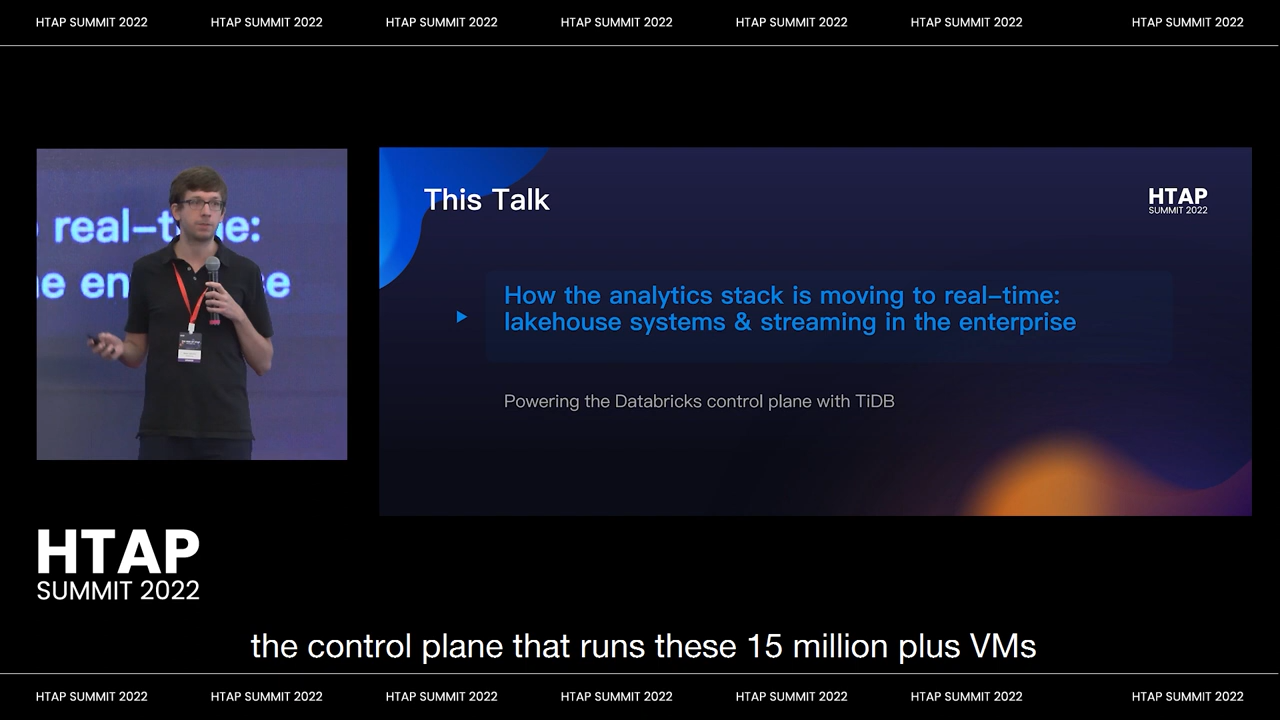 HTAP SUMMIT 2022 HTAP SUMMIT 2022 HTAP SUMMIT 2022 HTAP SUMMIT 2022 HTAP SUMMIT 2022 HTAP SUMMIT 2022 HTAP SUMMIT 2022
real–t e:
e en se
This Talk
HTAP
SUMMIT 2022
How the analytics stack is moving to real–time:
lakehouse systems & streaming in the enterprise
Powering the Databricks control plane with TiDB
HTAP
SUMMIT 2022
the control plane that runs these 15 million plus VMs
HTAP SUMMIT 2022 HTAP SUMMIT 2022 HTAP SUMMIT 2022 HTAP SUMMIT 2022 HTAP SUMMIT 2022 HTAP SUMMIT 2022 HTAP SUMMIT 2022